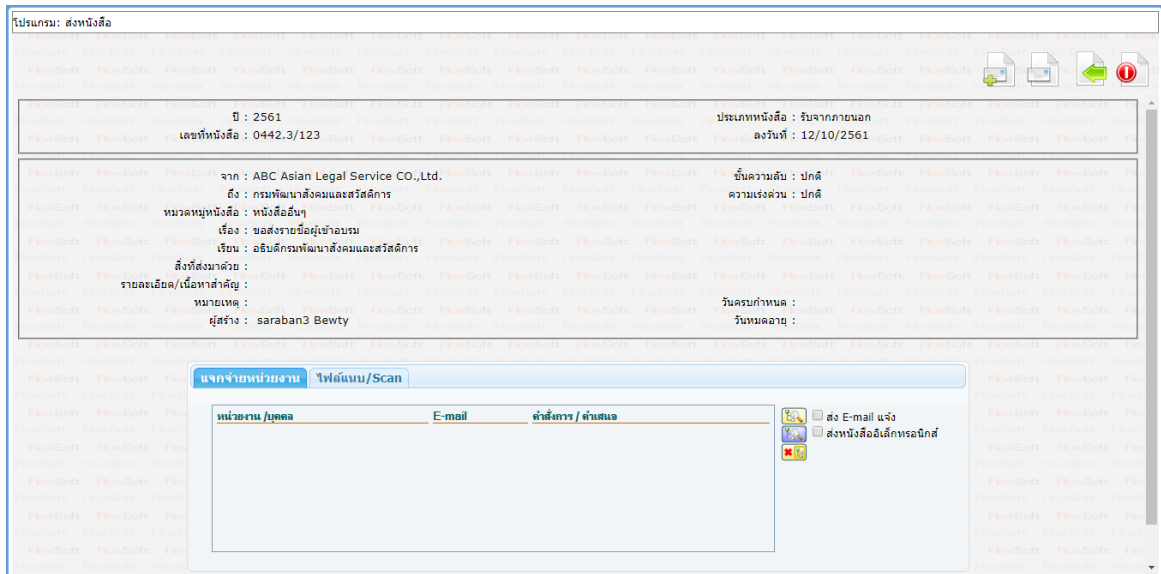 โปรแกรม: ส่งหนังสือ
ปี : 2561 ประเภทหนังสือ : รับจากภายนอก
เลขที่หนังสือ : 0442.3/123 ลงวันที่ : 12/10/2561
จาก : ABC Asian Legal Service CO.,Ltd. ชั้นความลับ : ปกติ
ถึง : กรมพัฒนาสังคมและสวัสดิการ ความเร่งด่วน : ปกติ
หมวดหมู่หนังสือ : หนังสืออื่นๆ
เรื่อง : ขอส่งรายชื่อผู้เข้าอบรม
เรียน : อธิบดีกรมพัฒนาสังคมและสวัสดิการ
สิ่งที่ส่งมาด้วย :
รายละเอียด/เนื้อหาสำคัญ :
หมายเหตุ : วันครบกำหนด :
ผู้สร้าง : saraban3 Bewty วันหมดอายุ :
แจกจ่ายหน่วยงาน ไฟล์แนบ/Scan
หน่วยงาน /บุคคล E-mail คำสั่งการ / คำเสนอ
ส่ง E-mail แจ้ง
ส่งหนังสืออิเล็กทรอนิกส์